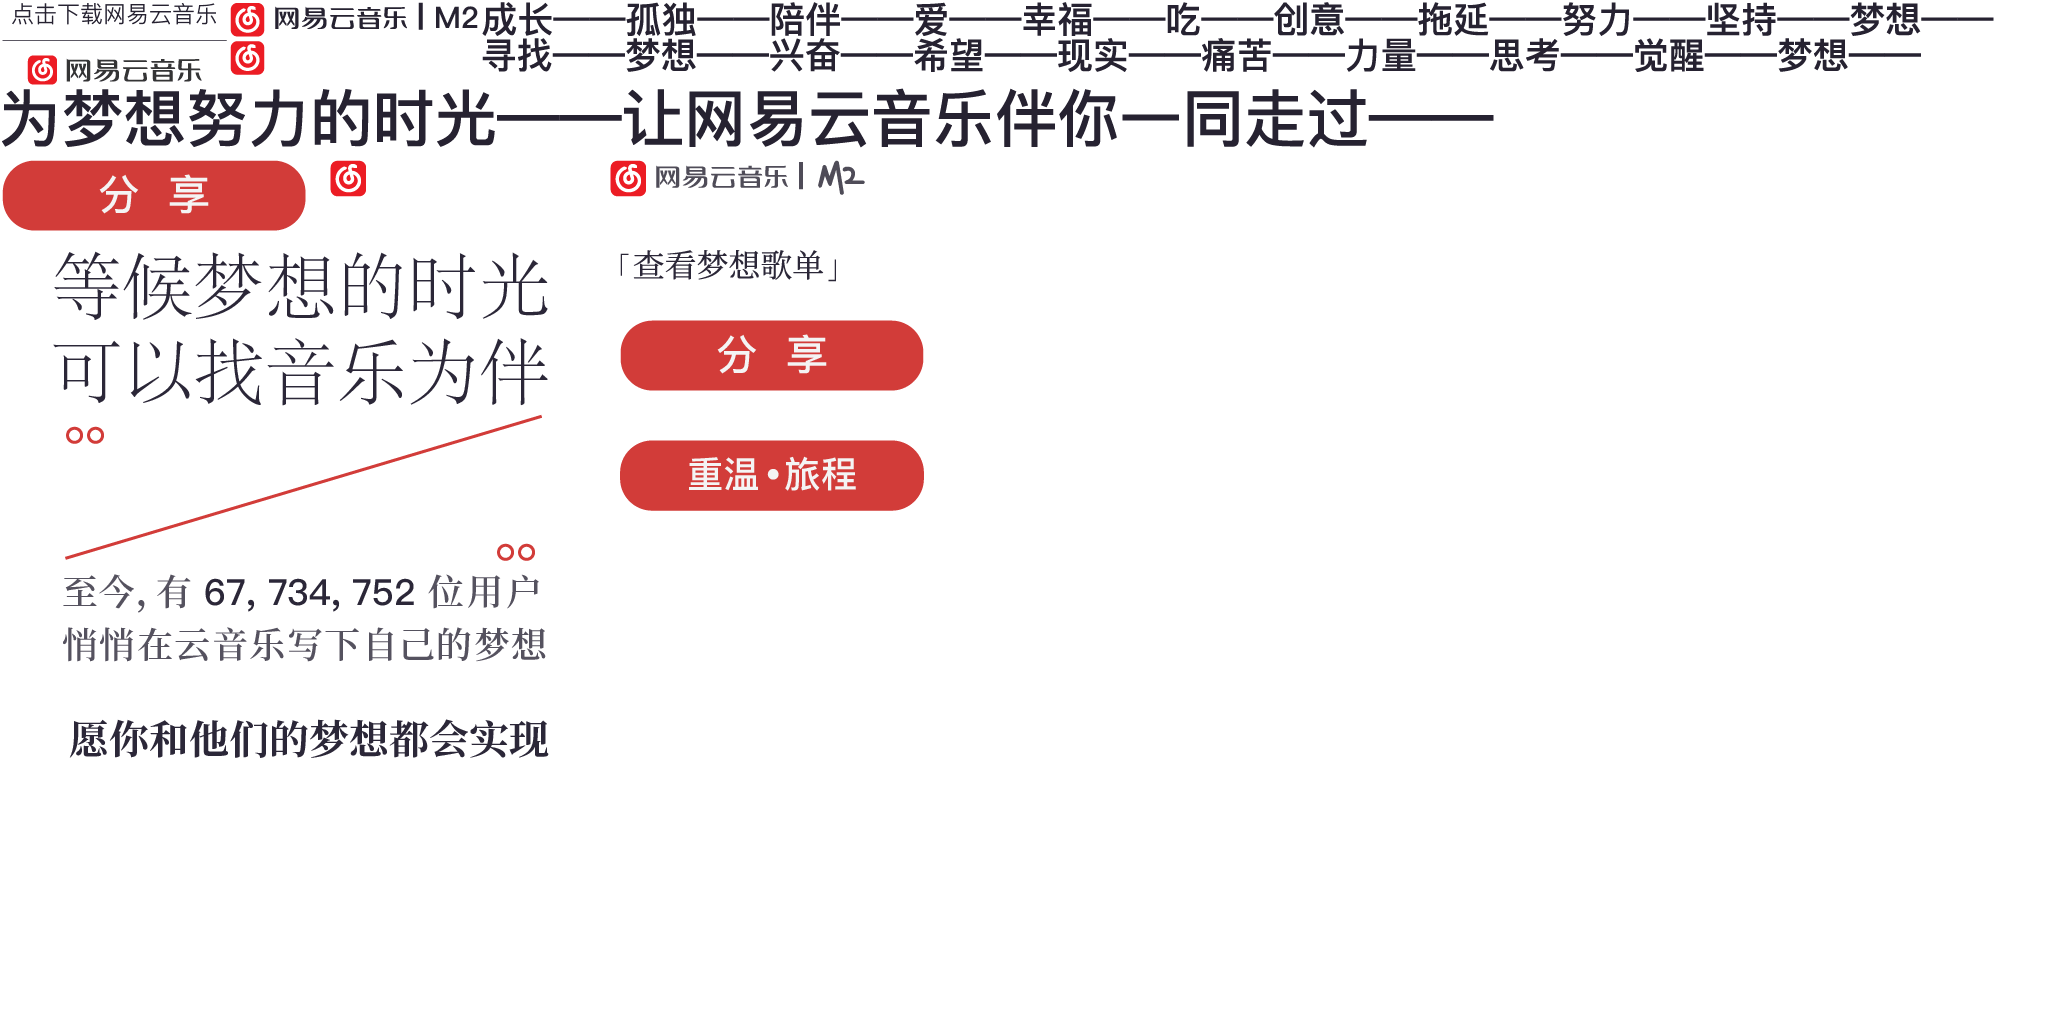 点击下载网易云音乐
网易云音乐 | M2
成长——孤独——陪伴——爱——幸福——吃——创意——拖延——努力——坚持——梦想——
寻找——梦想——兴奋——希望——现实——痛苦——力量——思考——觉醒——梦想——
网易云音乐
为梦想努力的时光——让网易云音乐伴你一同走过——
分 享
网易云音乐 | M2
等候梦想的时光
可以找音乐为伴
「查看梦想歌单」
分 享
重温·旅程
至今, 有 67, 734, 752 位用户
悄悄在云音乐写下自己的梦想
愿你和他们的梦想都会实现